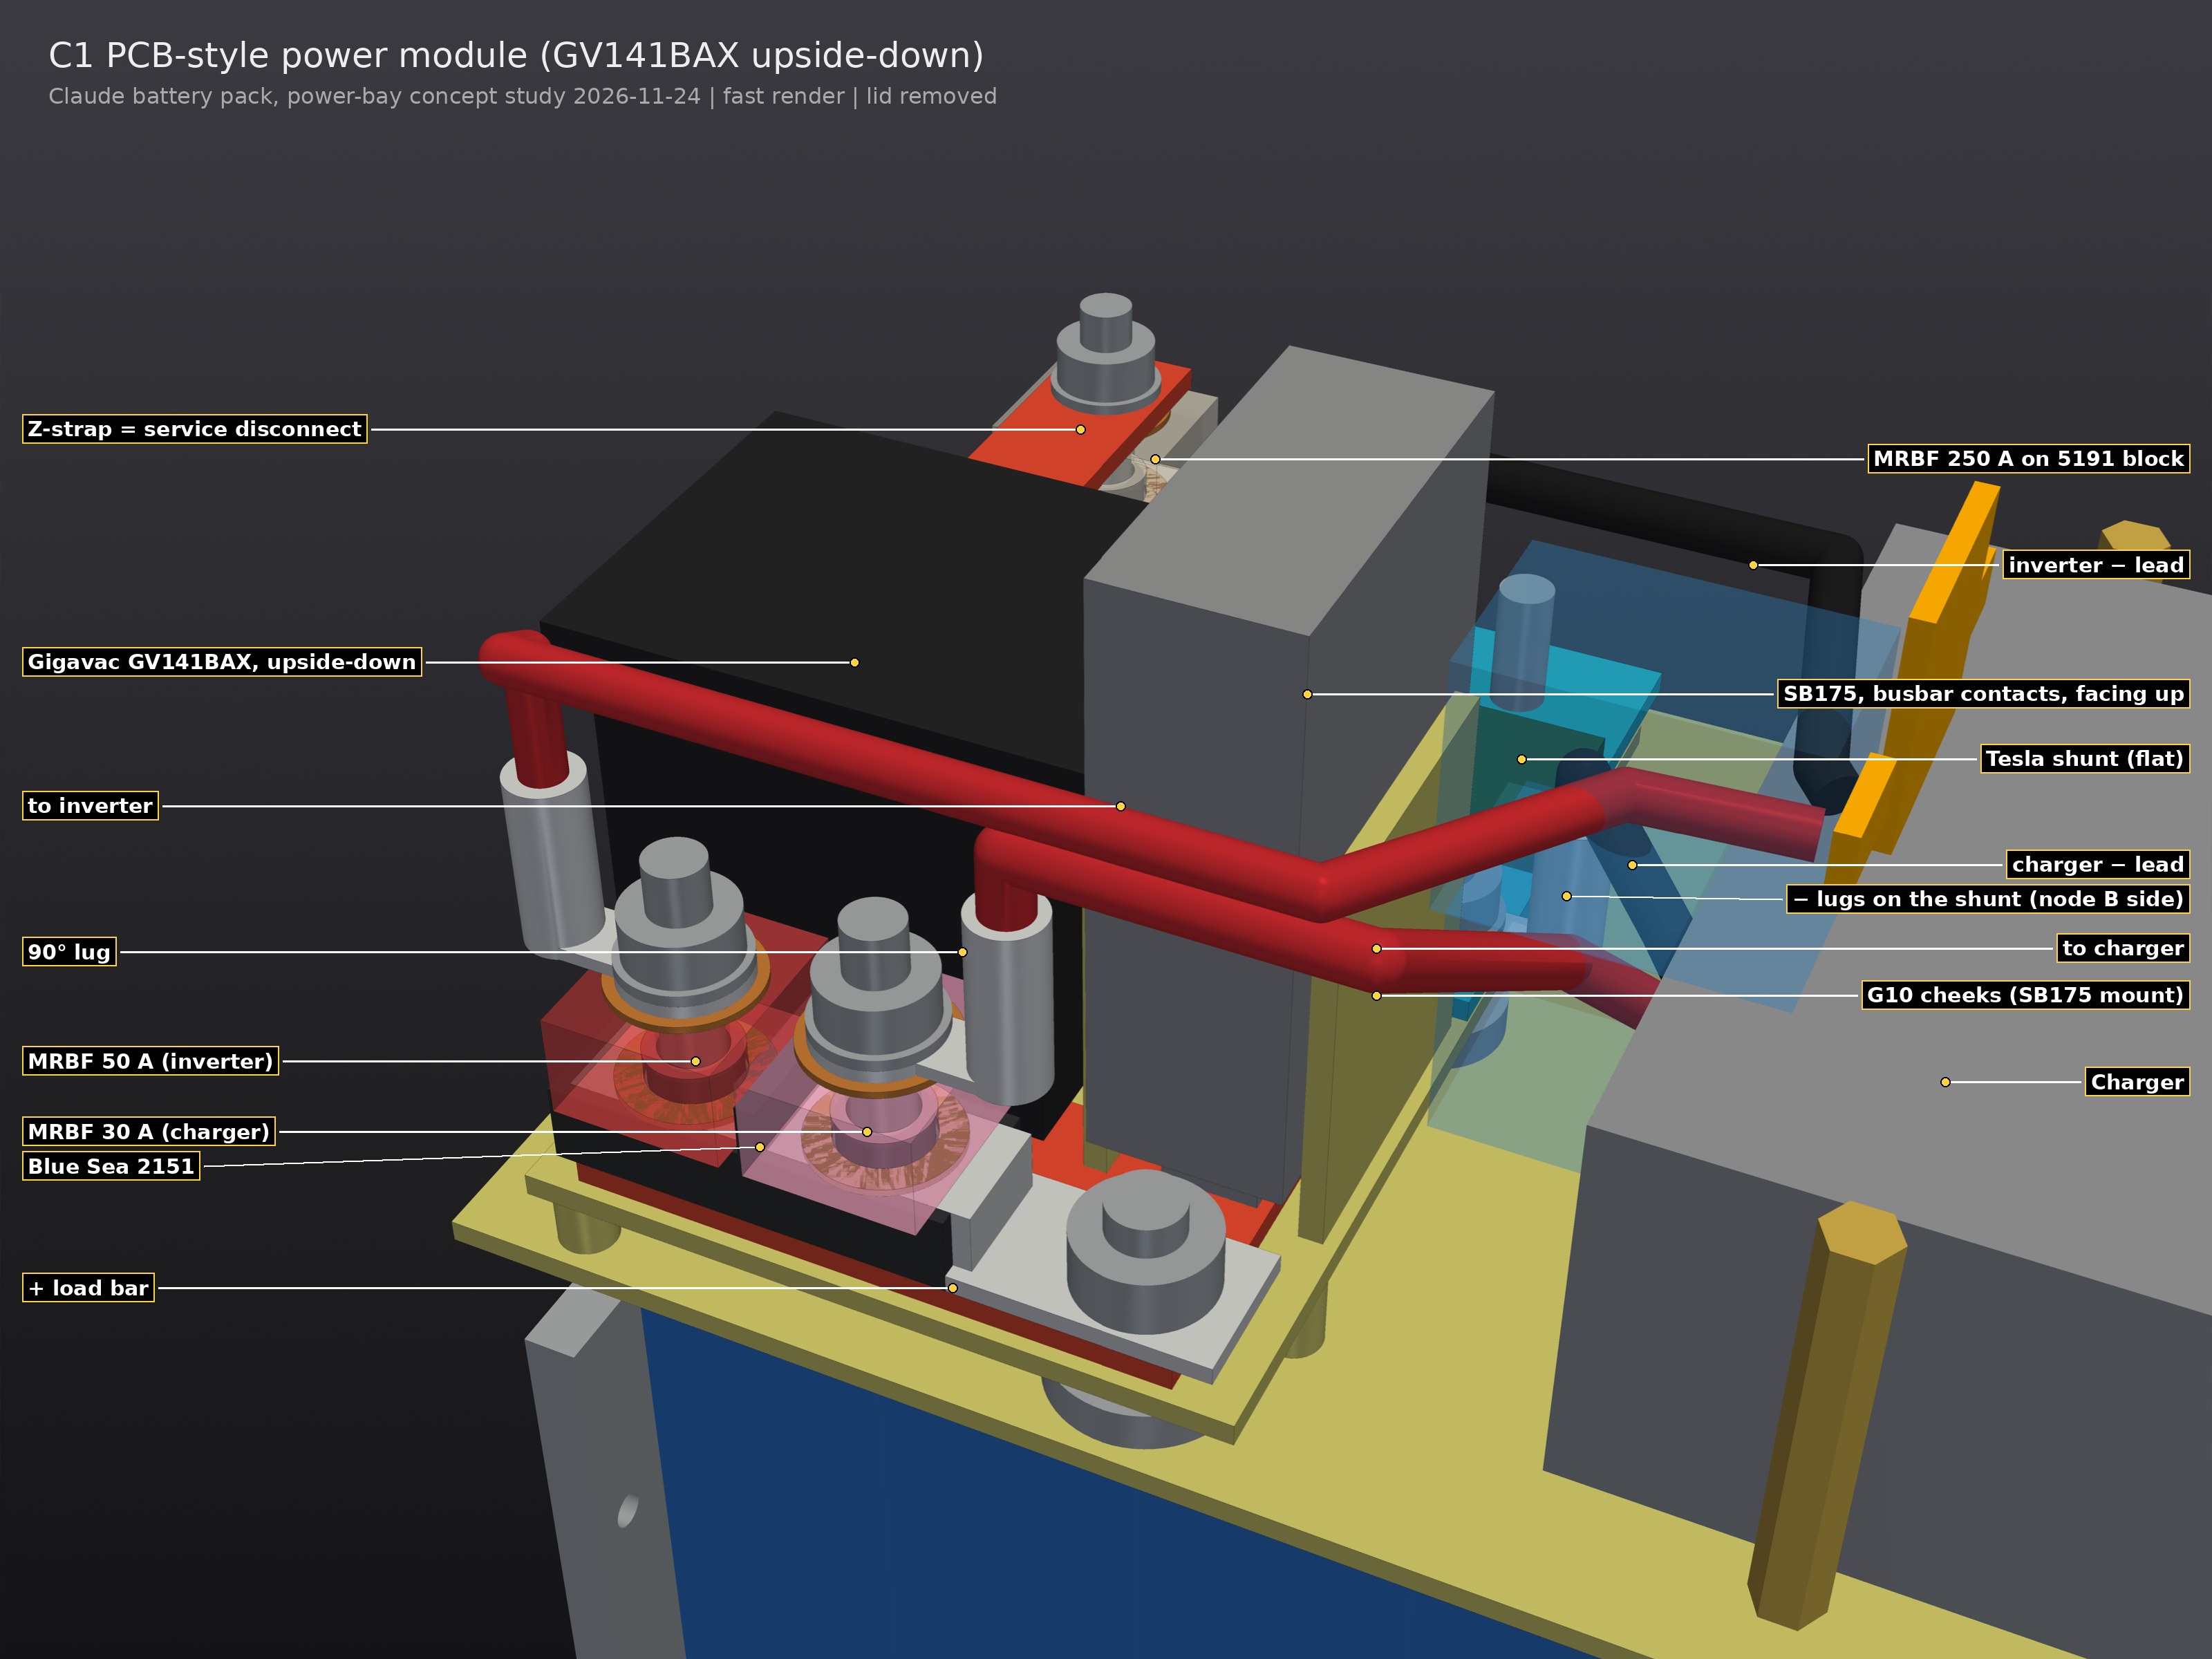 C1 PCB-style power module (GV141BAX upside-down)
Claude battery pack, power-bay concept study 2026-11-24 | fast render | lid removed
Z-strap = service disconnect
MRBF 250 A on 5191 block
inverter − lead
Gigavac GV141BAX, upside-down
SB175, busbar contacts, facing up
Tesla shunt (flat)
to inverter
charger − lead
− lugs on the shunt (node B side)
90° lug
to charger
G10 cheeks (SB175 mount)
MRBF 50 A (inverter)
Charger
MRBF 30 A (charger)
Blue Sea 2151
+ load bar